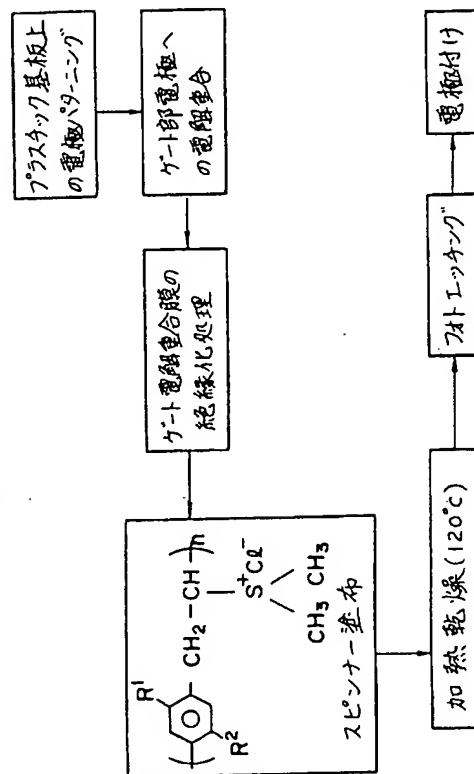 プラスチック基板上
の電極パターニング
ゲート部電極へ
の電解重合
ゲート電解重合膜の
絶縁化処理
R¹
R²
CH₂
CH
n
S⁺Cl⁻
CH₃ CH₃
スピンナー塗布
加熱乾燥(120°C)
フォトエッチング
電極付け